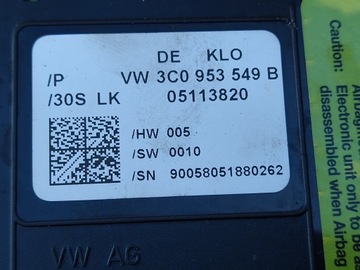 DE KLO
/P VW 3C0 953 549 B
/30S LK 05113820
/HW 005
/SW 0010
/SN 90058051880262
VW AG
Caution:
Airbag
Electronic
unit only to be
disassembled
when Airbag